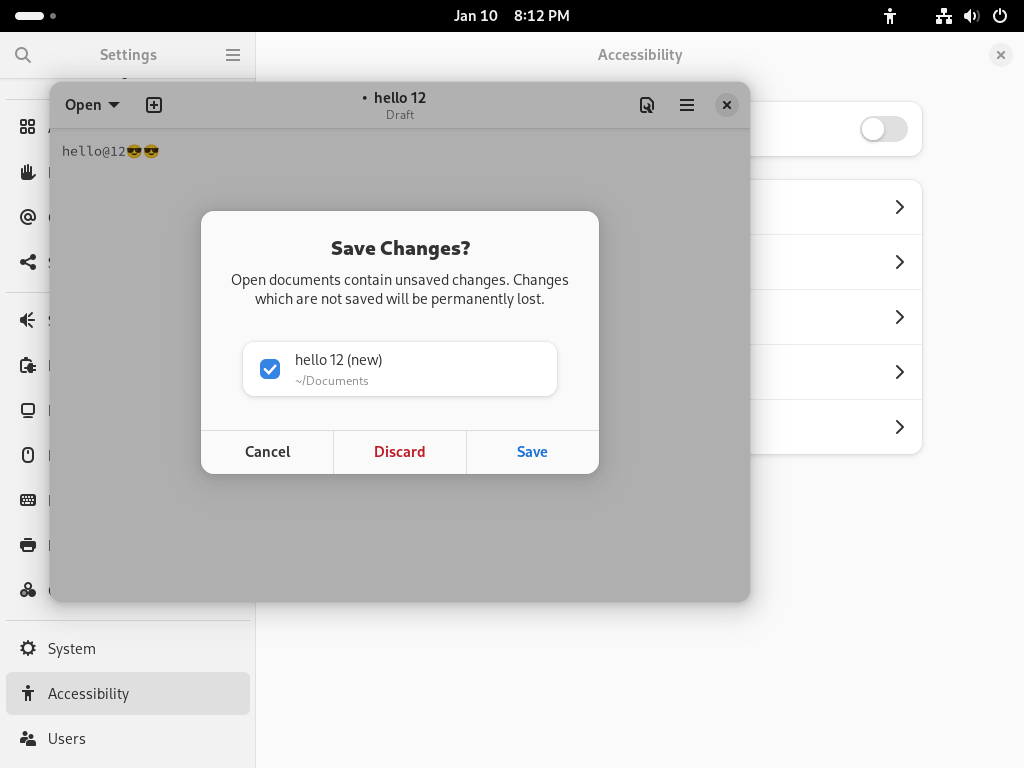 Jan 10 8:12 PM
Settings
Accessibility
Open
• hello 12
Draft
hello@12😎😎
Save Changes?
Open documents contain unsaved changes. Changes
which are not saved will be permanently lost.
hello 12 (new)
~/Documents
Cancel
Discard
Save
System
Accessibility
Users